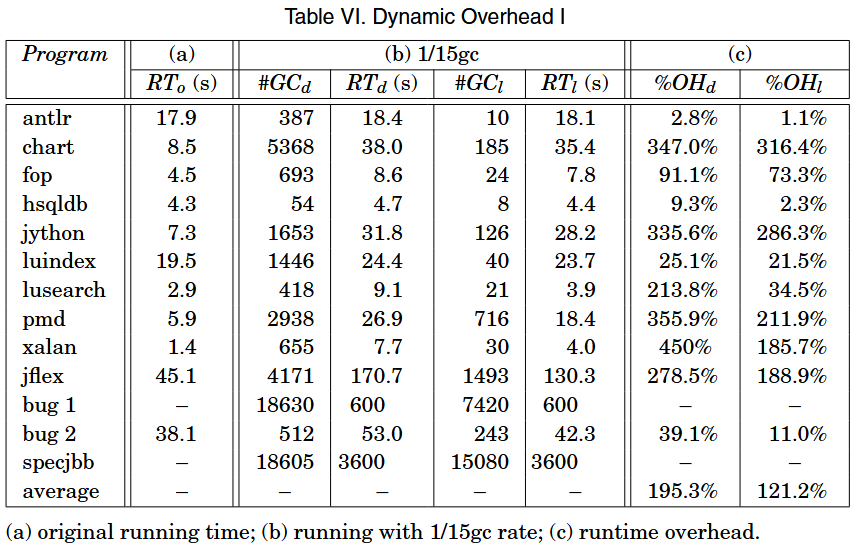 Table VI. Dynamic Overhead I
Program (a) (b) 1/15gc (c)
RTo (s) #GCd RTd (s) #GCl RTl (s) %OHd %OHl
antlr 17.9 387 18.4 10 18.1 2.8% 1.1%
chart 8.5 5368 38.0 185 35.4 347.0% 316.4%
fop 4.5 693 8.6 24 7.8 91.1% 73.3%
hsqldb 4.3 54 4.7 8 4.4 9.3% 2.3%
jython 7.3 1653 31.8 126 28.2 335.6% 286.3%
luindex 19.5 1446 24.4 40 23.7 25.1% 21.5%
lusearch 2.9 418 9.1 21 3.9 213.8% 34.5%
pmd 5.9 2938 26.9 716 18.4 355.9% 211.9%
xalan 1.4 655 7.7 30 4.0 450% 185.7%
jflex 45.1 4171 170.7 1493 130.3 278.5% 188.9%
bug 1 – 18630 600 7420 600 – –
bug 2 38.1 512 53.0 243 42.3 39.1% 11.0%
specjbb – 18605 3600 15080 3600 – –
average – – – – – 195.3% 121.2%
(a) original running time; (b) running with 1/15gc rate; (c) runtime overhead.